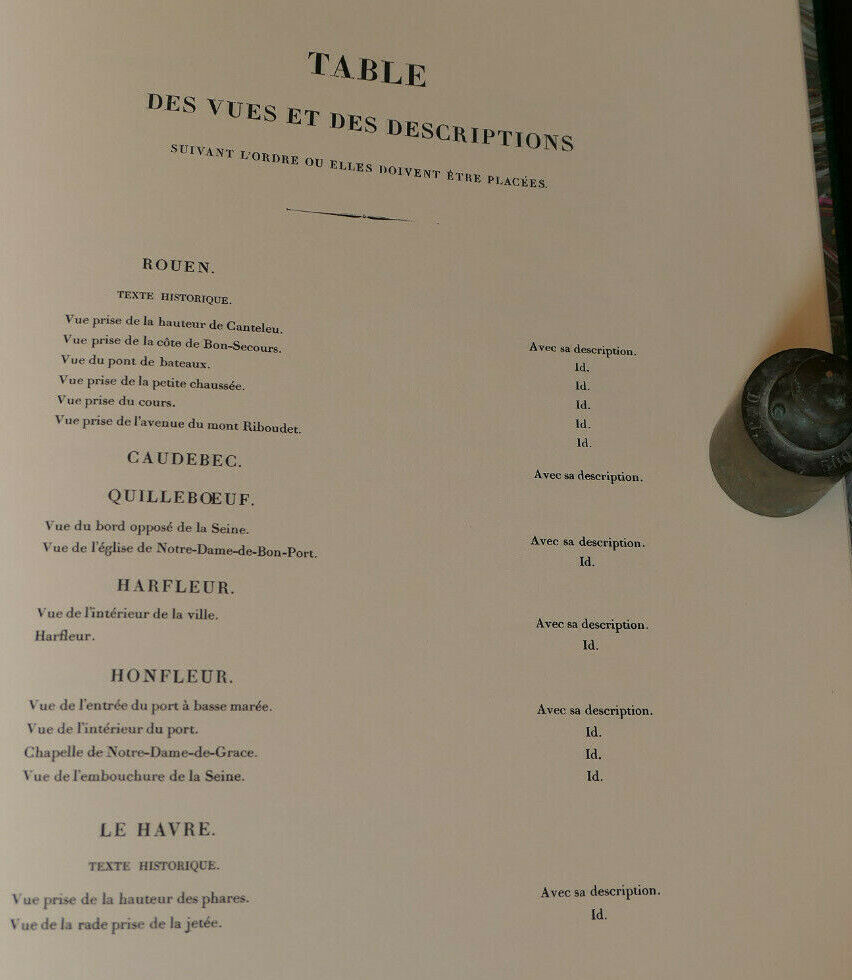 TABLE
DES VUES ET DES DESCRIPTIONS
SUIVANT L'ORDRE OU ELLES DOIVENT ÊTRE PLACÉES.
ROUEN.
TEXTE HISTORIQUE.
Vue prise de la hauteur de Canteleu. Avec sa description.
Vue prise de la côte de Bon-Secours. Id.
Vue du pont de bateaux. Id.
Vue prise de la petite chaussée. Id.
Vue prise du cours. Id.
Vue prise de l'avenue du mont Riboudet. Id.
CAUDEBEC. Avec sa description.
QUILLEBŒUF.
Vue du bord opposé de la Seine. Avec sa description.
Vue de l'église de Notre-Dame-de-Bon-Port. Id.
HARFLEUR.
Vue de l'intérieur de la ville. Avec sa description.
Harfleur. Id.
HONFLEUR.
Vue de l'entrée du port à basse marée. Avec sa description.
Vue de l'intérieur du port. Id.
Chapelle de Notre-Dame-de-Grace. Id.
Vue de l'embouchure de la Seine. Id.
LE HAVRE.
TEXTE HISTORIQUE.
Vue prise de la hauteur des phares. Avec sa description.
Vue de la rade prise de la jetée. Id.